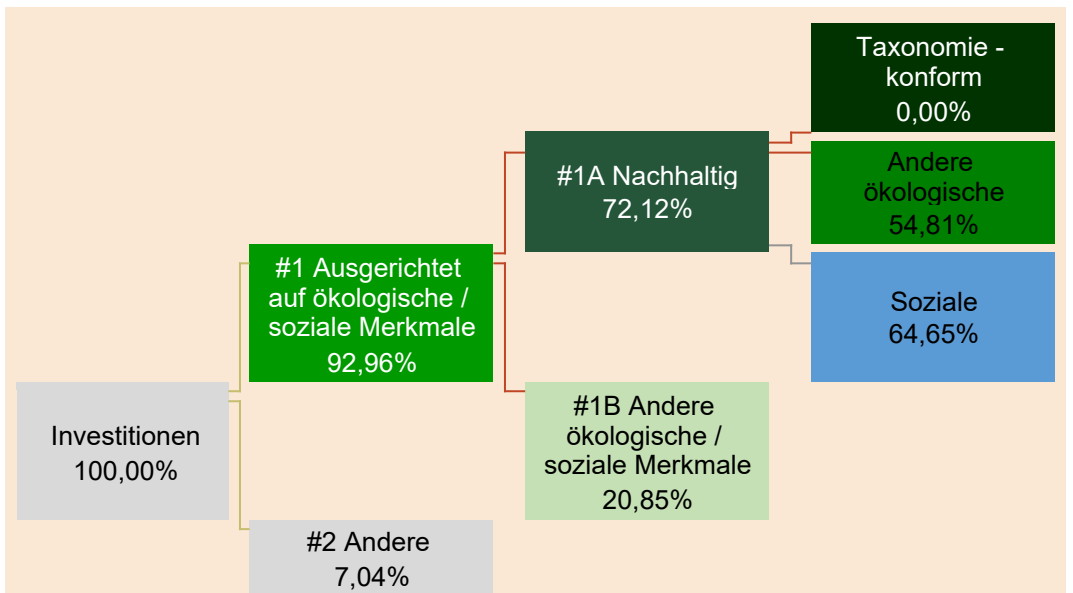 Taxonomie -
konform
0,00%
Andere
ökologische
54,81%
Soziale
64,65%
#1A Nachhaltig
72,12%
#1 Ausgerichtet
auf ökologische /
soziale Merkmale
92,96%
#1B Andere
ökologische /
soziale Merkmale
20,85%
Investitionen
100,00%
#2 Andere
7,04%